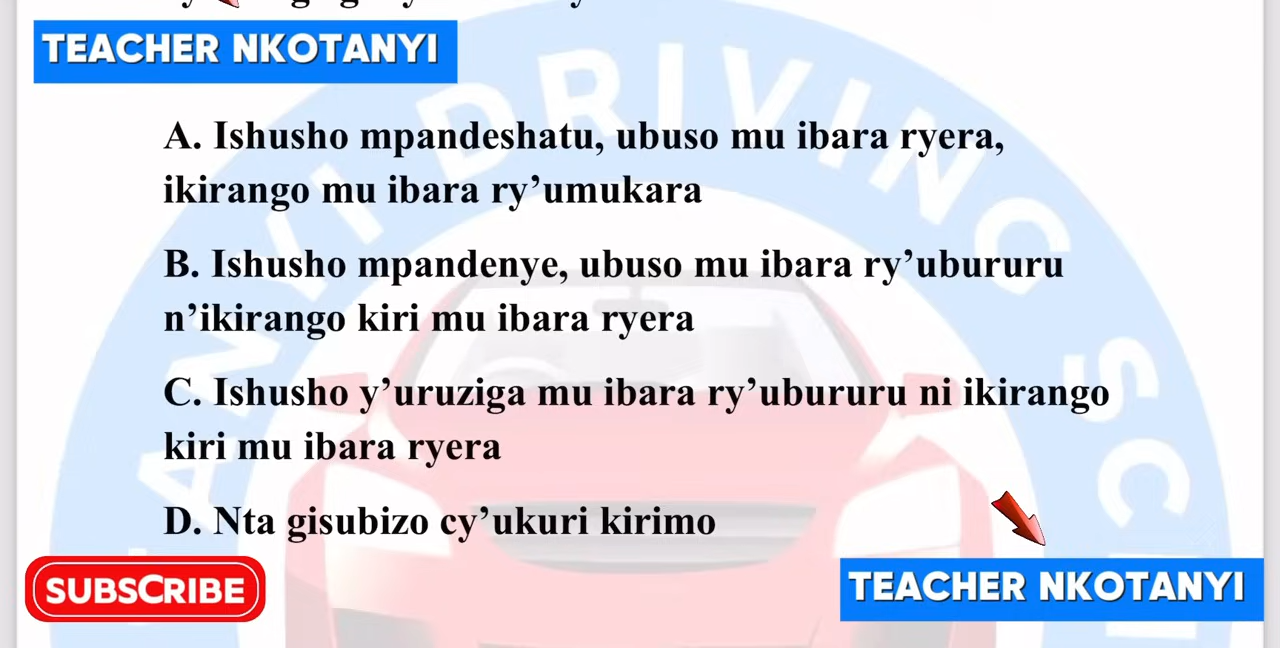 TEACHER NKOTANYI
A. Ishusho mpandeshatu, ubuso mu ibara ryera,
ikirango mu ibara ry’umukara
B. Ishusho mpandenye, ubuso mu ibara ry’ubururu
n’ikirango kiri mu ibara ryera
C. Ishusho y’uruziga mu ibara ry’ubururu ni ikirango
kiri mu ibara ryera
D. Nta gisubizo cy’ukuri kirimo
SUBSCRIBE
TEACHER NKOTANYI